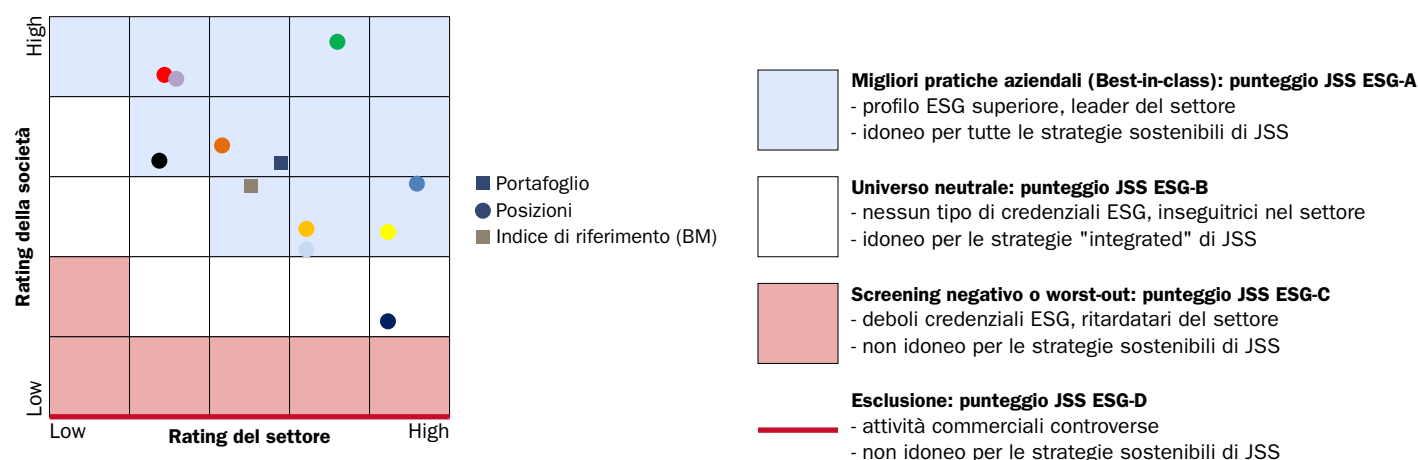 High
Rating della società
Low
Low
Rating del settore
High
Portafoglio
Posizioni
Indice di riferimento (BM)
Migliori pratiche aziendali (Best-in-class): punteggio JSS ESG-A
- profilo ESG superiore, leader del settore
- idoneo per tutte le strategie sostenibili di JSS
Universo neutrale: punteggio JSS ESG-B
- nessun tipo di credenziali ESG, inseguitrici nel settore
- idoneo per le strategie "integrated" di JSS
Screening negativo o worst-out: punteggio JSS ESG-C
- deboli credenziali ESG, ritardatari del settore
- non idoneo per le strategie sostenibili di JSS
Esclusione: punteggio JSS ESG-D
- attività commerciali controverse
- non idoneo per le strategie sostenibili di JSS